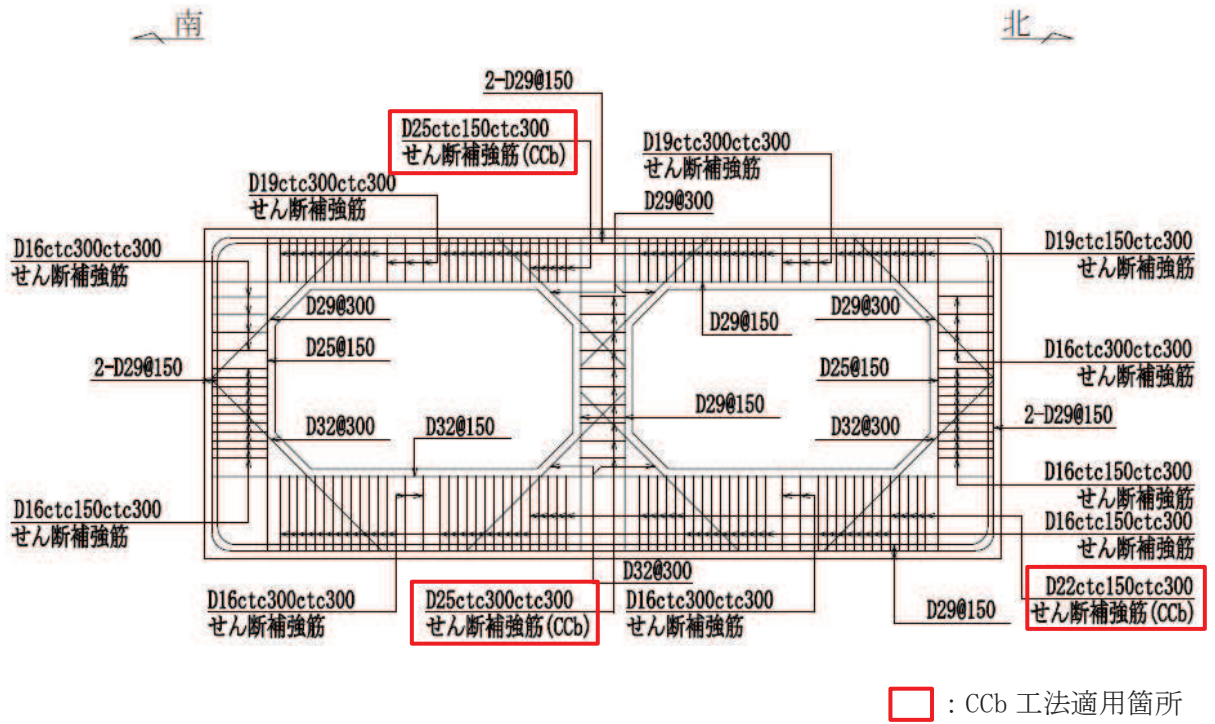 南
北
2-D29@150
D25ctc150ctc300
せん断補強筋(CCb)
D19ctc300ctc300
せん断補強筋
D19ctc300ctc300
せん断補強筋
D29@300
D16ctc300ctc300
せん断補強筋
D19ctc150ctc300
せん断補強筋
D29@300
D29@150
D29@300
D25@150
D16ctc300ctc300
せん断補強筋
2-D29@150
D25@150
D29@150
D32@300
D32@150
D32@300
2-D29@150
D16ctc150ctc300
せん断補強筋
D16ctc150ctc300
せん断補強筋
D16ctc150ctc300
せん断補強筋
D32@300
D16ctc300ctc300
せん断補強筋
D25ctc300ctc300
せん断補強筋(CCb)
D16ctc300ctc300
せん断補強筋
D29@150
D22ctc150ctc300
せん断補強筋(CCb)
：CCb 工法適用箇所